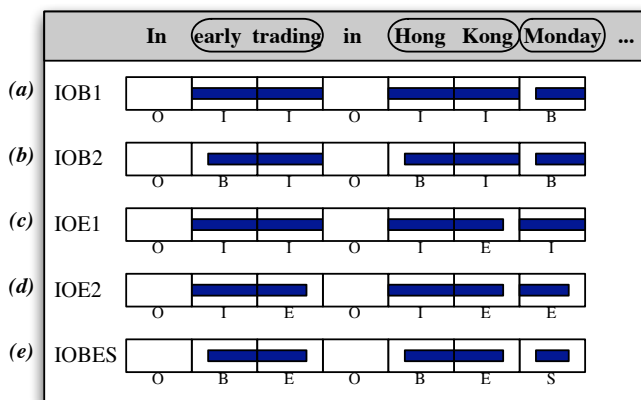 In early trading in Hong Kong Monday ...
(a) IOB1
O I I O I I B
(b) IOB2
O B I O B I B
(c) IOE1
O I I O I E I
(d) IOE2
O I E O I E E
(e) IOBES
O B E O B E S